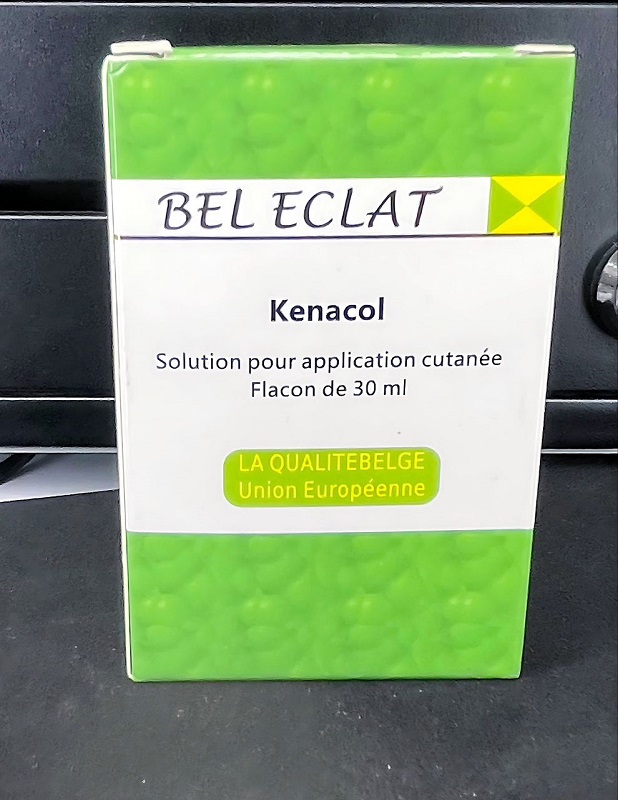 BEL ECLAT
Kenacol
Solution pour application cutanée
Flacon de 30 ml
LA QUALITEBELGE
Union Européenne